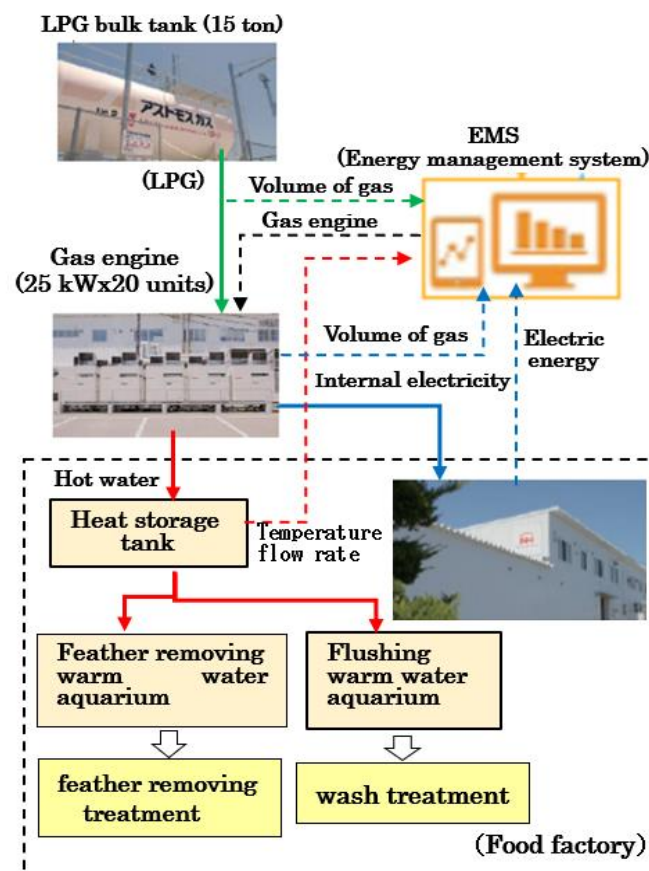 LPG bulk tank (15 ton)
アストモスガス
(LPG)
EMS
(Energy management system)
Volume of gas
Gas engine
Gas engine
(25 kWx20 units)
Volume of gas
Electric
energy
Internal electricity
Hot water
Heat storage
tank
Temperature
flow rate
Feather removing
warm water
aquarium
Flushing
warm water
aquarium
feather removing
treatment
wash treatment
(Food factory)